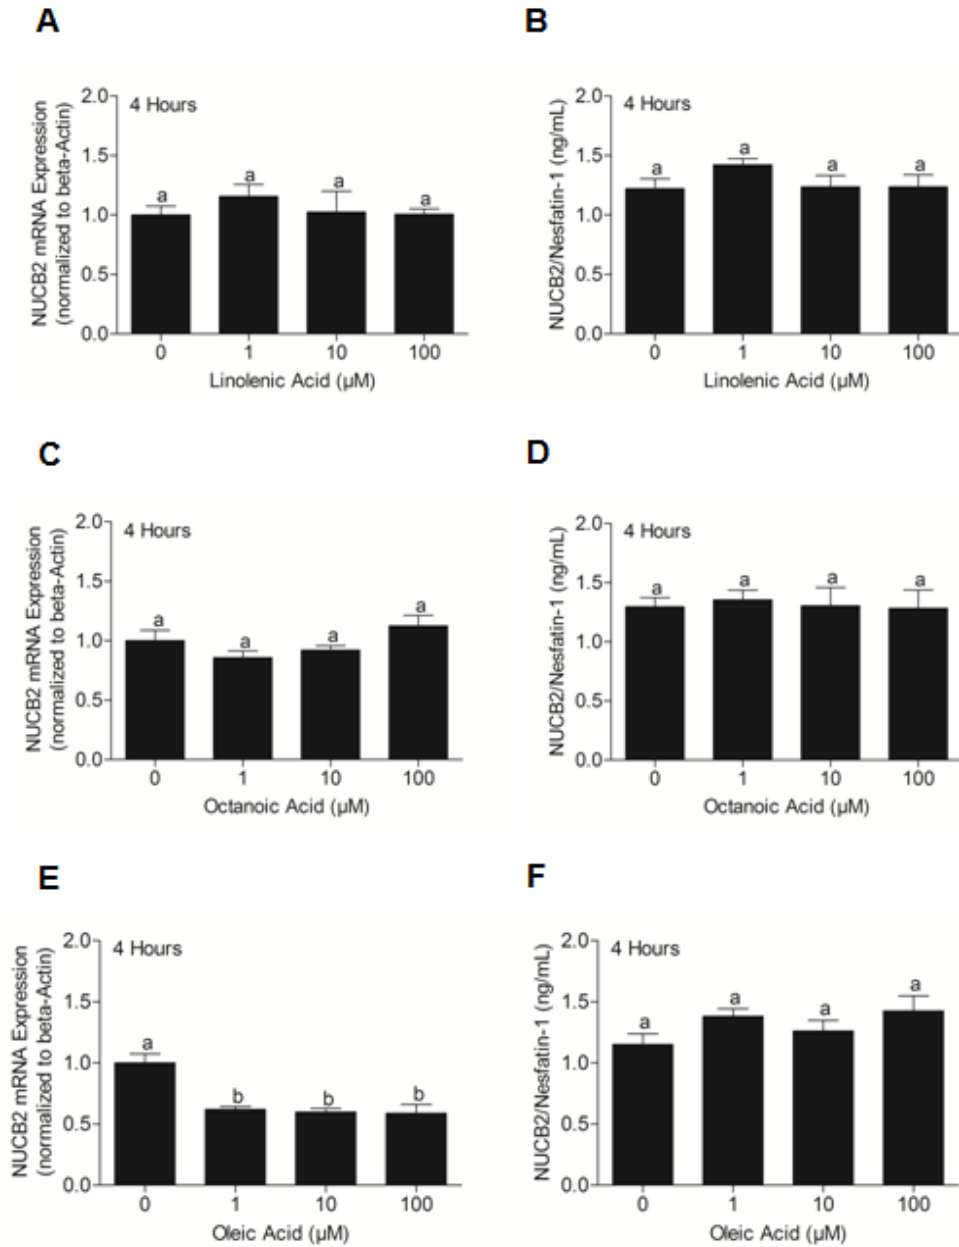 A
NUCB2 mRNA Expression
(normalized to beta-Actin)
4 Hours
2.0
1.5
1.0
0.5
0.0
a
a
a
a
0 1 10 100
Linolenic Acid (µM)
B
NUCB2/Nesfatin-1 (ng/mL)
4 Hours
2.0
1.5
1.0
0.5
0.0
a
a
a
a
0 1 10 100
Linolenic Acid (µM)
C
NUCB2 mRNA Expression
(normalized to beta-Actin)
4 Hours
2.0
1.5
1.0
0.5
0.0
a
a
a
a
0 1 10 100
Octanoic Acid (µM)
D
NUCB2/Nesfatin-1 (ng/mL)
4 Hours
2.0
1.5
1.0
0.5
0.0
a
a
a
a
0 1 10 100
Octanoic Acid (µM)
E
NUCB2 mRNA Expression
(normalized to beta-Actin)
4 Hours
2.0
1.5
1.0
0.5
0.0
a
b
b
b
0 1 10 100
Oleic Acid (µM)
F
NUCB2/Nesfatin-1 (ng/mL)
4 Hours
2.0
1.5
1.0
0.5
0.0
a
a
a
a
0 1 10 100
Oleic Acid (µM)